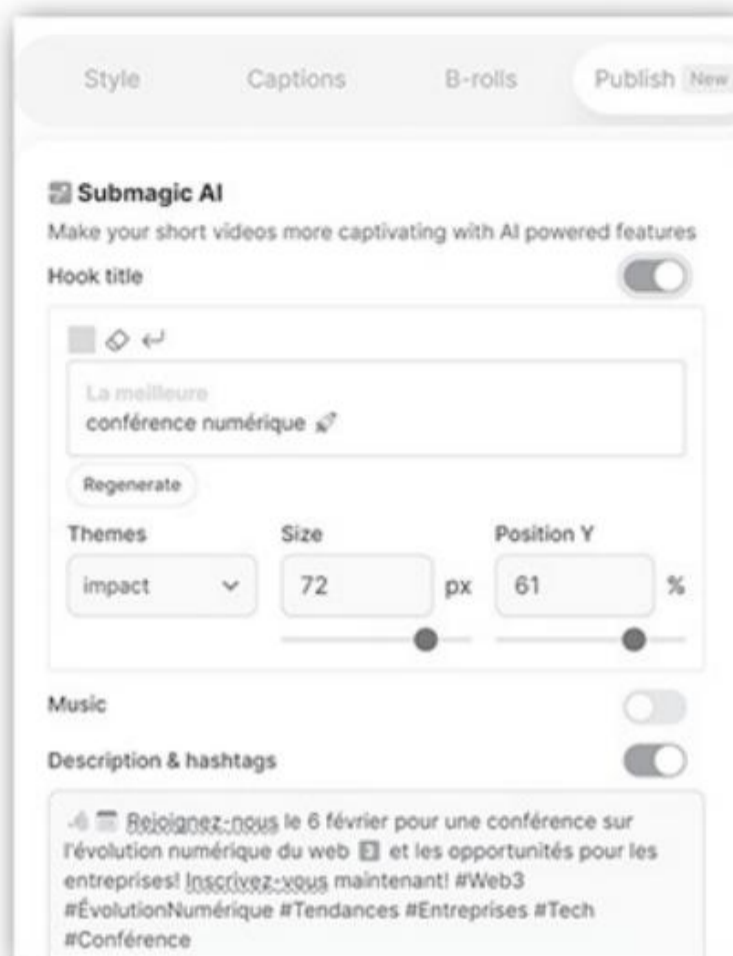 Style Captions B-rolls Publish New
Submagic AI
Make your short videos more captivating with AI powered features
Hook title
La meilleure
conférence numérique 🚀
Regenerate
Themes Size Position Y
impact 72 px 61 %
Music
Description & hashtags
Rejoignez-nous le 6 février pour une conférence sur
l'évolution numérique du web 3️⃣ et les opportunités pour les
entreprises! Inscrivez-vous maintenant! #Web3
#ÉvolutionNumérique #Tendances #Entreprises #Tech
#Conférence